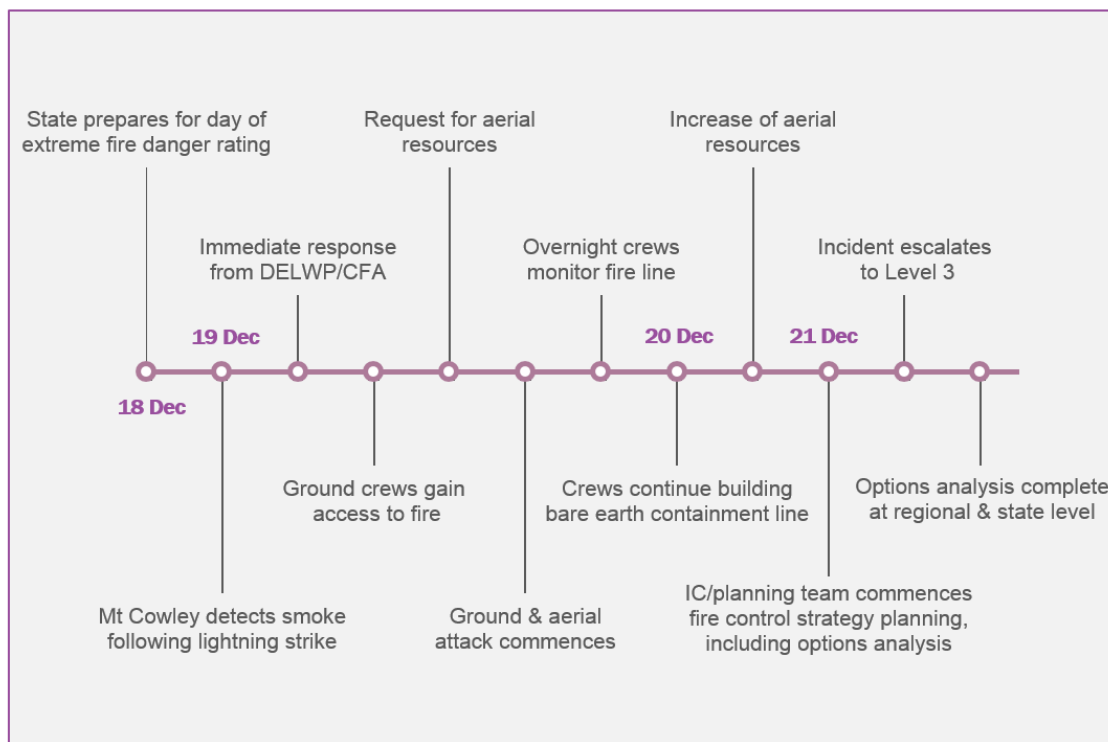 State prepares for day of
extreme fire danger rating
Request for aerial
resources
Increase of aerial
resources
Immediate response
from DELWP/CFA
Overnight crews
monitor fire line
Incident escalates
to Level 3
19 Dec
20 Dec
21 Dec
18 Dec
Ground crews gain
access to fire
Crews continue building
bare earth containment line
Options analysis complete
at regional & state level
Mt Cowley detects smoke
following lightning strike
Ground & aerial
attack commences
IC/planning team commences
fire control strategy planning,
including options analysis